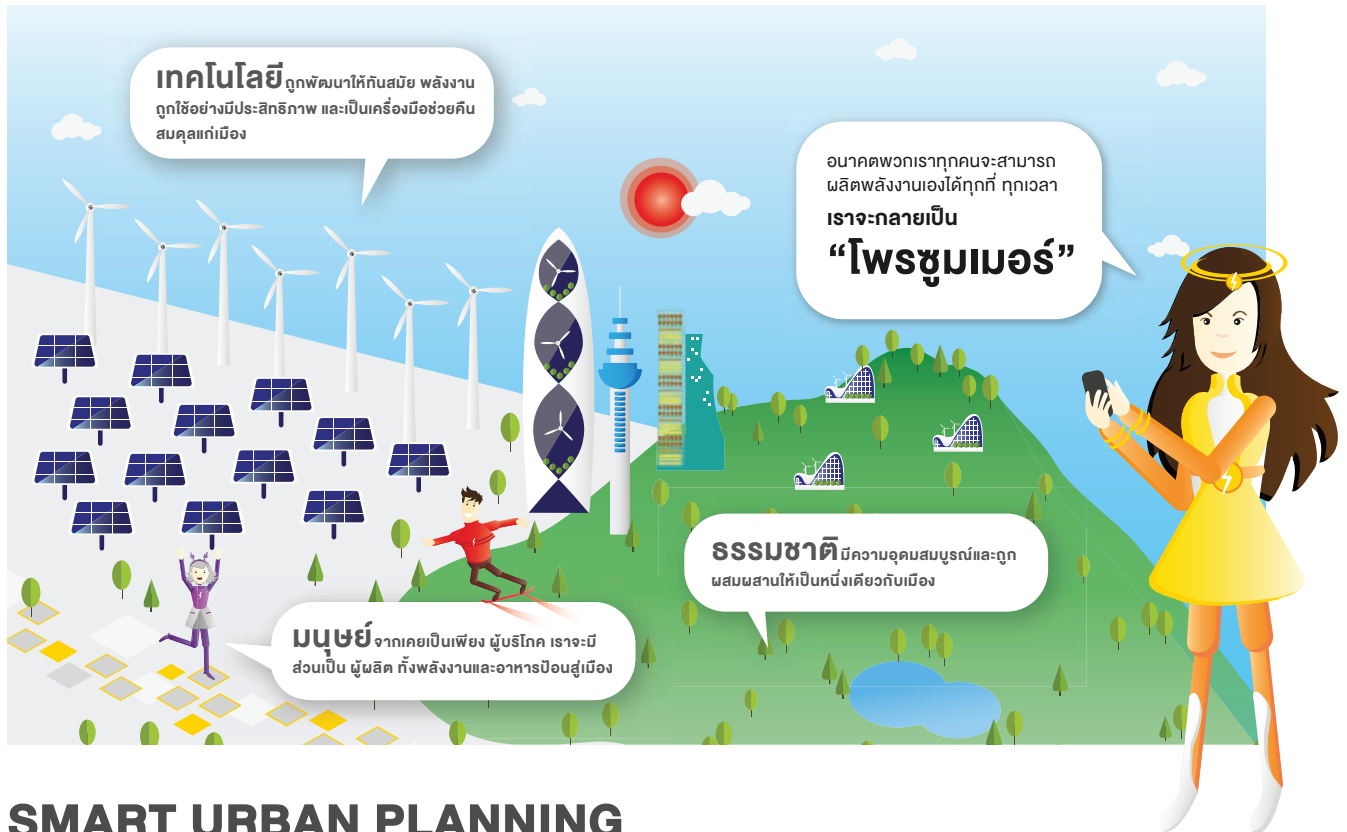 เทคโนโลยี ถูกพัฒนาให้ทันสมัย พลังงาน
ถูกใช้อย่างมีประสิทธิภาพ และเป็นเครื่องมือช่วยคืน
สมดุลแก่เมือง
อนาคตพวกเราทุกคนจะสามารถ
ผลิตพลังงานเองได้ทุกที่ ทุกเวลา
เราจะกลายเป็น
“โพรซูมเมอร์”
ธรรมชาติ มีความอุดมสมบูรณ์และถูก
ผสมผสานให้เป็นหนึ่งเดียวกับเมือง
มนุษย์ จากเคยเป็นเพียง ผู้บริโภค เราจะมี
ส่วนเป็น ผู้ผลิต ทั้งพลังงานและอาหารป้อนสู่เมือง
SMART URBAN PLANNING